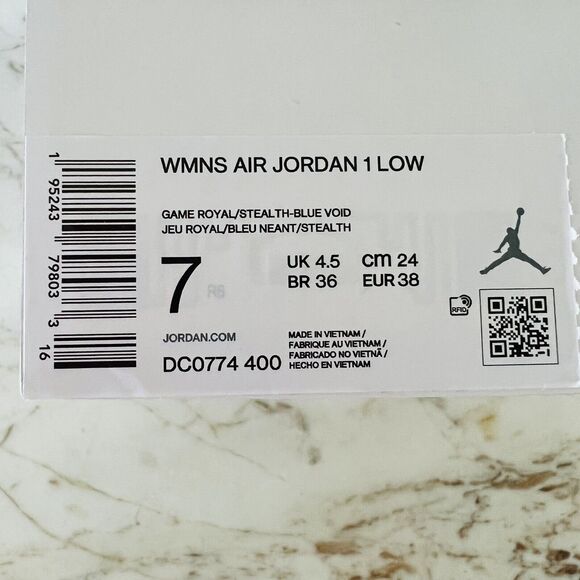 WMNS AIR JORDAN 1 LOW
GAME ROYAL/STEALTH-BLUE VOID
JEU ROYAL/BLEU NEANT/STEALTH
7 R6 UK 4.5 cm 24
BR 36 EUR 38
RFID
JORDAN.COM
DC0774 400
MADE IN VIETNAM /
FABRIQUE AU VIETNAM /
FABRICADO NO VIETNÃ /
HECHO EN VIETNAM
1 95243 79803 3 16